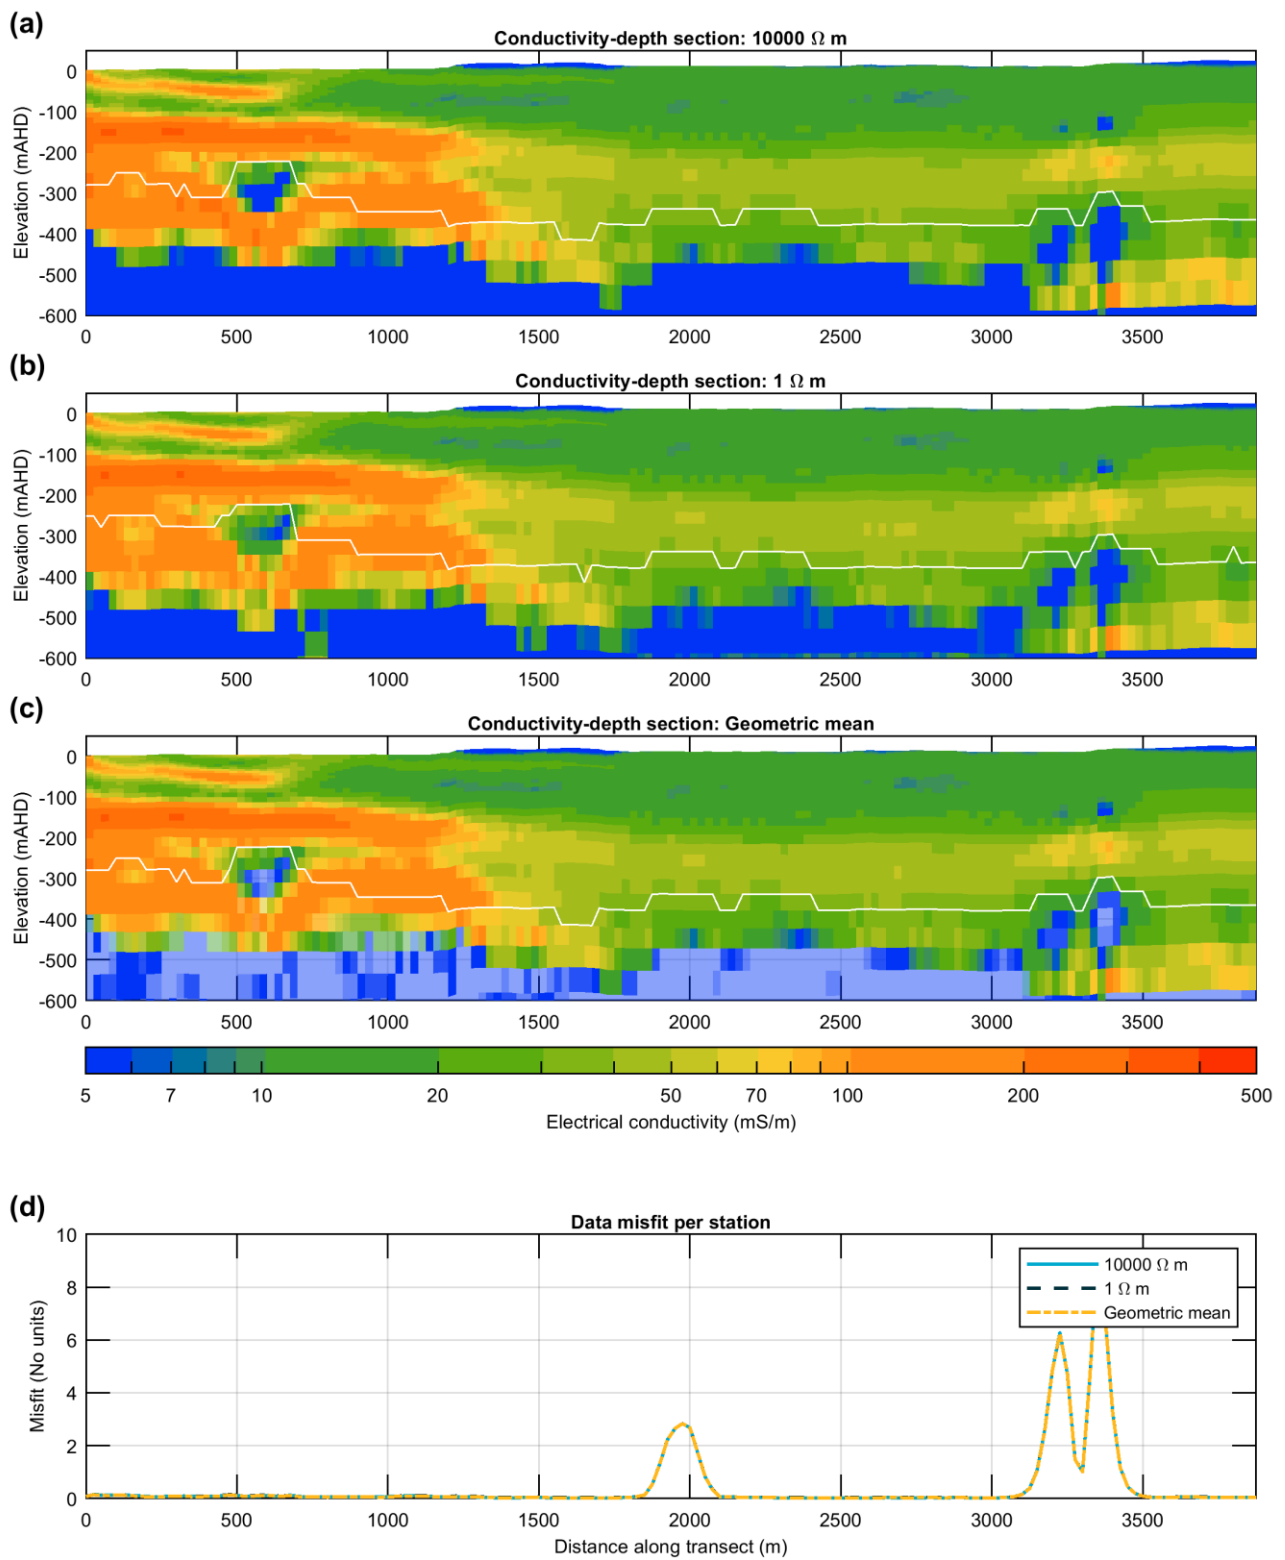 (a)
Conductivity-depth section: 10000 Ω m
Elevation (mAHD)
0
-100
-200
-300
-400
-500
-600
0 500 1000 1500 2000 2500 3000 3500
(b)
Conductivity-depth section: 1 Ω m
Elevation (mAHD)
0
-100
-200
-300
-400
-500
-600
0 500 1000 1500 2000 2500 3000 3500
(c)
Conductivity-depth section: Geometric mean
Elevation (mAHD)
0
-100
-200
-300
-400
-500
-600
0 500 1000 1500 2000 2500 3000 3500
5 7 10 20 50 70 100 200 500
Electrical conductivity (mS/m)
(d)
Data misfit per station
Misfit (No units)
10
8
6
4
2
0
10000 Ω m
1 Ω m
Geometric mean
0 500 1000 1500 2000 2500 3000 3500
Distance along transect (m)